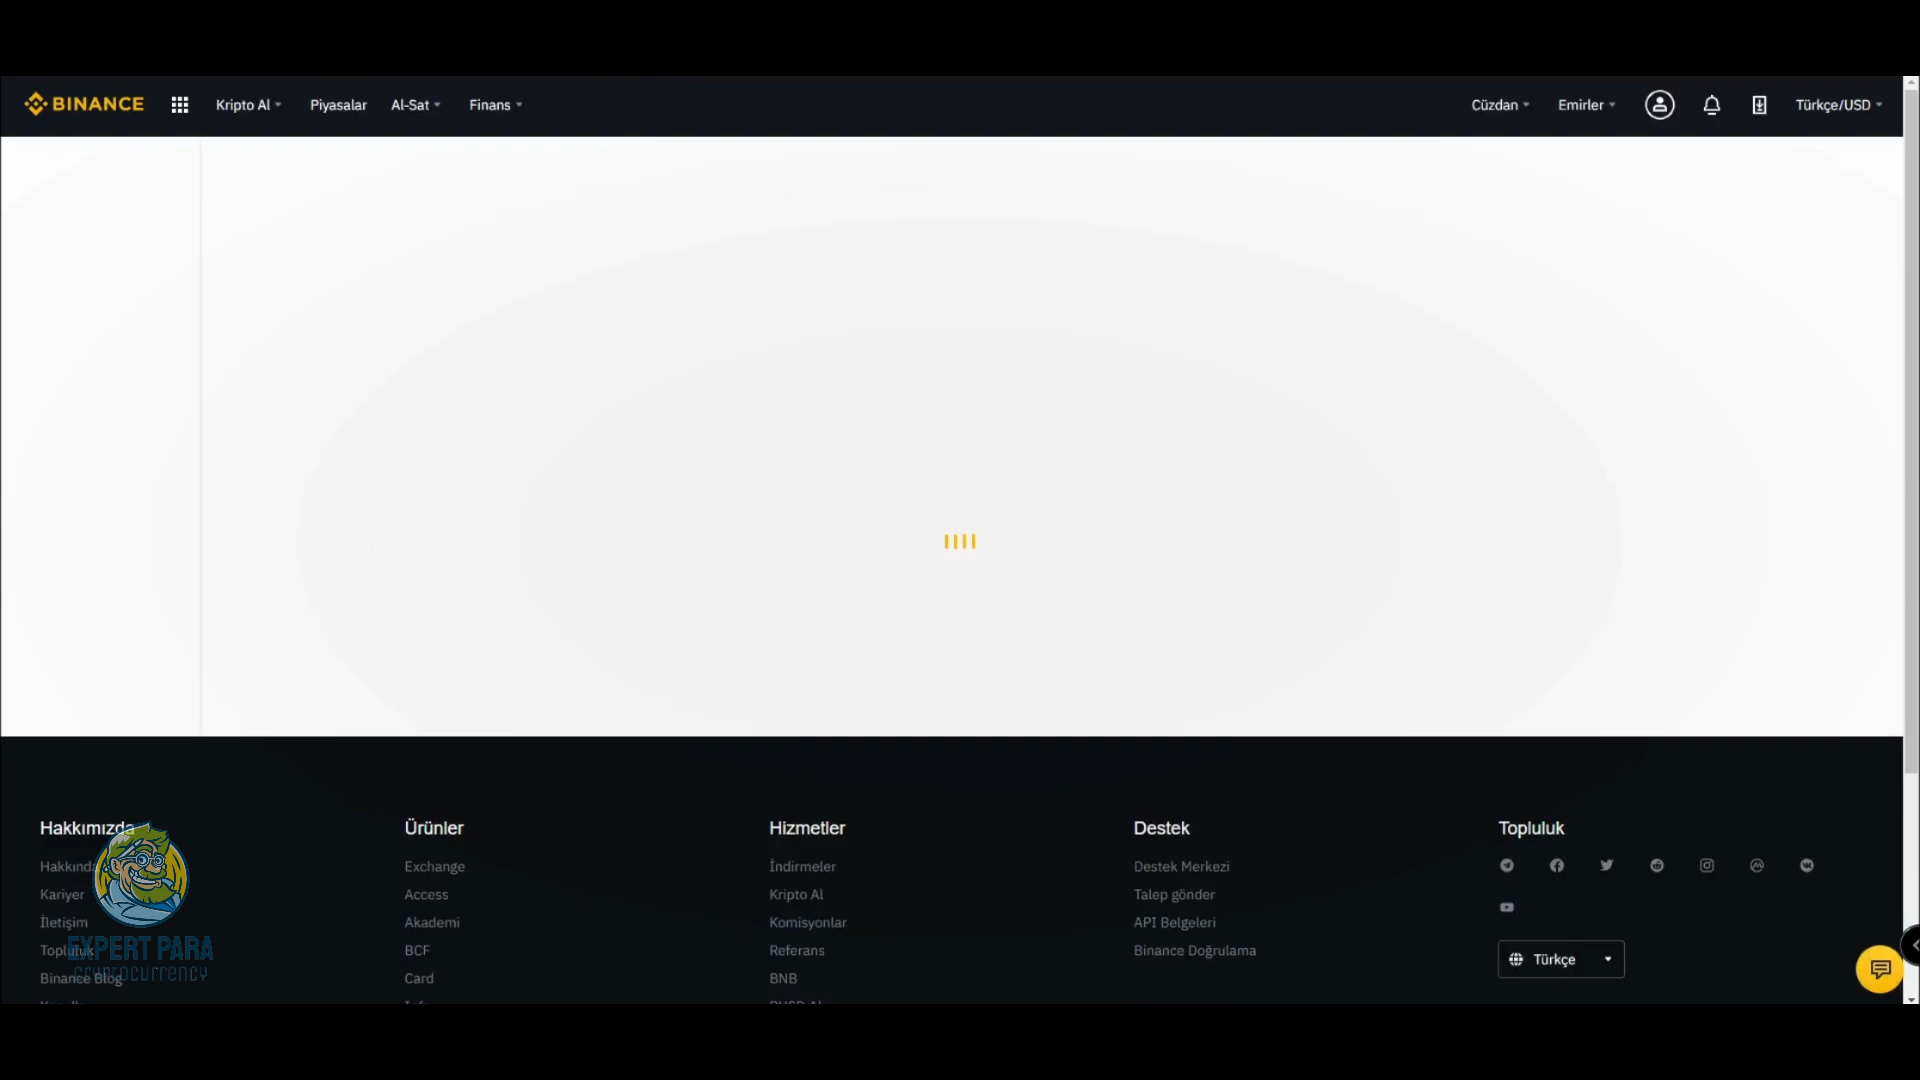 BINANCE Kripto Al Piyasalar Al-Sat Finans Cüzdan Emirler Türkçe/USD
Hakkımızda
Kariyer
İletişim
Topluluk
Binance Blog
EXPERT PARA
cryptocurrency
Ürünler
Exchange
Access
Akademi
BCF
Card
Hizmetler
İndirmeler
Kripto Al
Komisyonlar
Referans
BNB
Destek
Destek Merkezi
Talep gönder
API Belgeleri
Binance Doğrulama
Topluluk
Türkçe